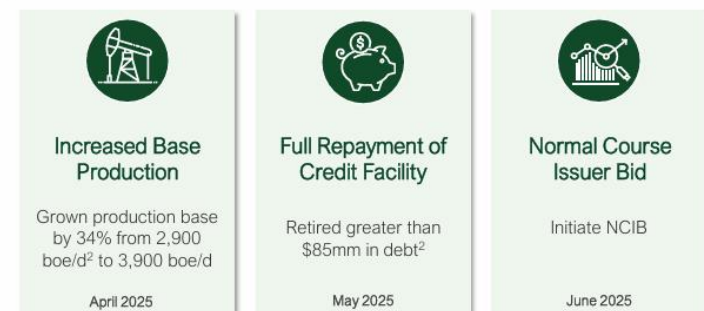 $
Increased Base
Production
Grown production base
by 34% from 2,900
boe/d² to 3,900 boe/d
April 2025
Full Repayment of
Credit Facility
Retired greater than
$85mm in debt²
May 2025
Normal Course
Issuer Bid
Initiate NCIB
June 2025